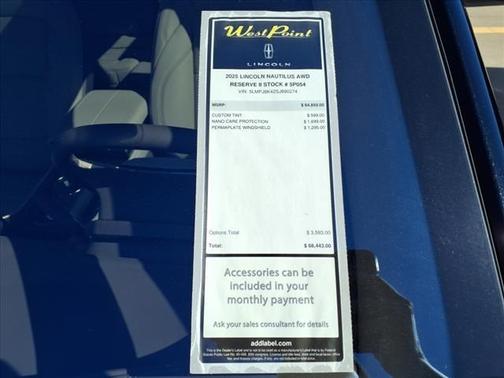 West Point
LINCOLN
2025 LINCOLN NAUTILUS AWD
RESERVE II STOCK # 5P054
MSRP: $ 64,850.00
CUSTOM TINT $ 599.00
NANO CARE PROTECTION $ 1,699.00
PERMAPLATE WINDSHIELD $ 1,295.00
Options Total $ 3,593.00
Total: $ 68,443.00
Accessories can be
included in your
monthly payment
Ask your sales consultant for details
addlabel.com